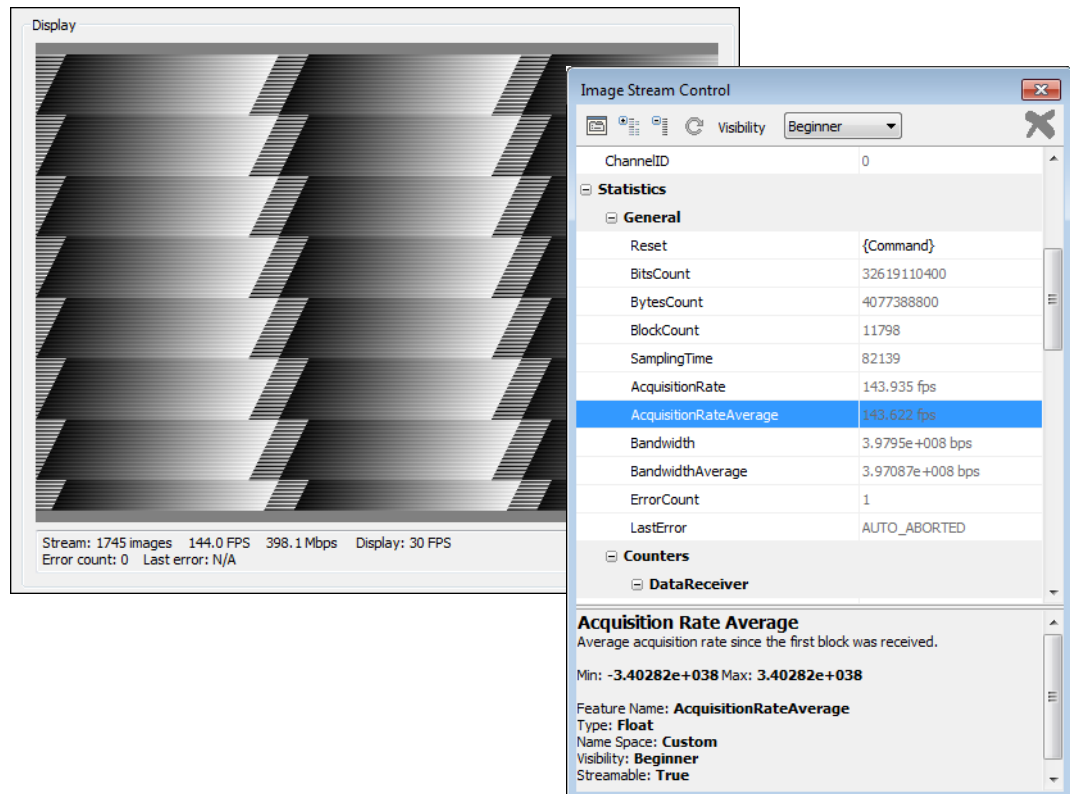 Display
Stream: 1745 images 144.0 FPS 398.1 Mbps Display: 30 FPS
Error count: 0 Last error: N/A
Image Stream Control
Visibility Beginner
ChannelID 0
Statistics
General
Reset {Command}
BitsCount 32619110400
BytesCount 4077388800
BlockCount 11798
SamplingTime 82139
AcquisitionRate 143.935 fps
AcquisitionRateAverage 143.622 fps
Bandwidth 3.9795e+008 bps
BandwidthAverage 3.97087e+008 bps
ErrorCount 1
LastError AUTO_ABORTED
Counters
DataReceiver
Acquisition Rate Average
Average acquisition rate since the first block was received.
Min: -3.40282e+038 Max: 3.40282e+038
Feature Name: AcquisitionRateAverage
Type: Float
Name Space: Custom
Visibility: Beginner
Streamable: True